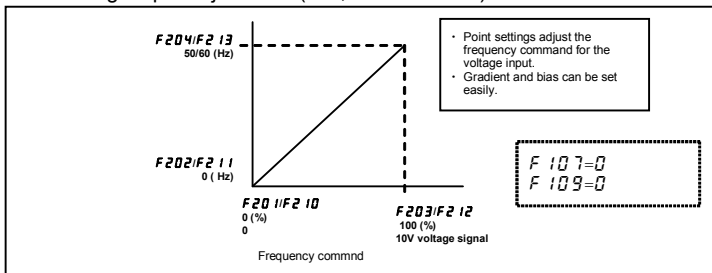 F204/F213
50/60 (Hz)
F202/F211
0 ( Hz)
F201/F210
0 (%)
0
F203/F212
100 (%)
10V voltage signal
Frequency commnd
· Point settings adjust the
frequency command for the
voltage input.
· Gradient and bias can be set
easily.
F107=0
F109=0